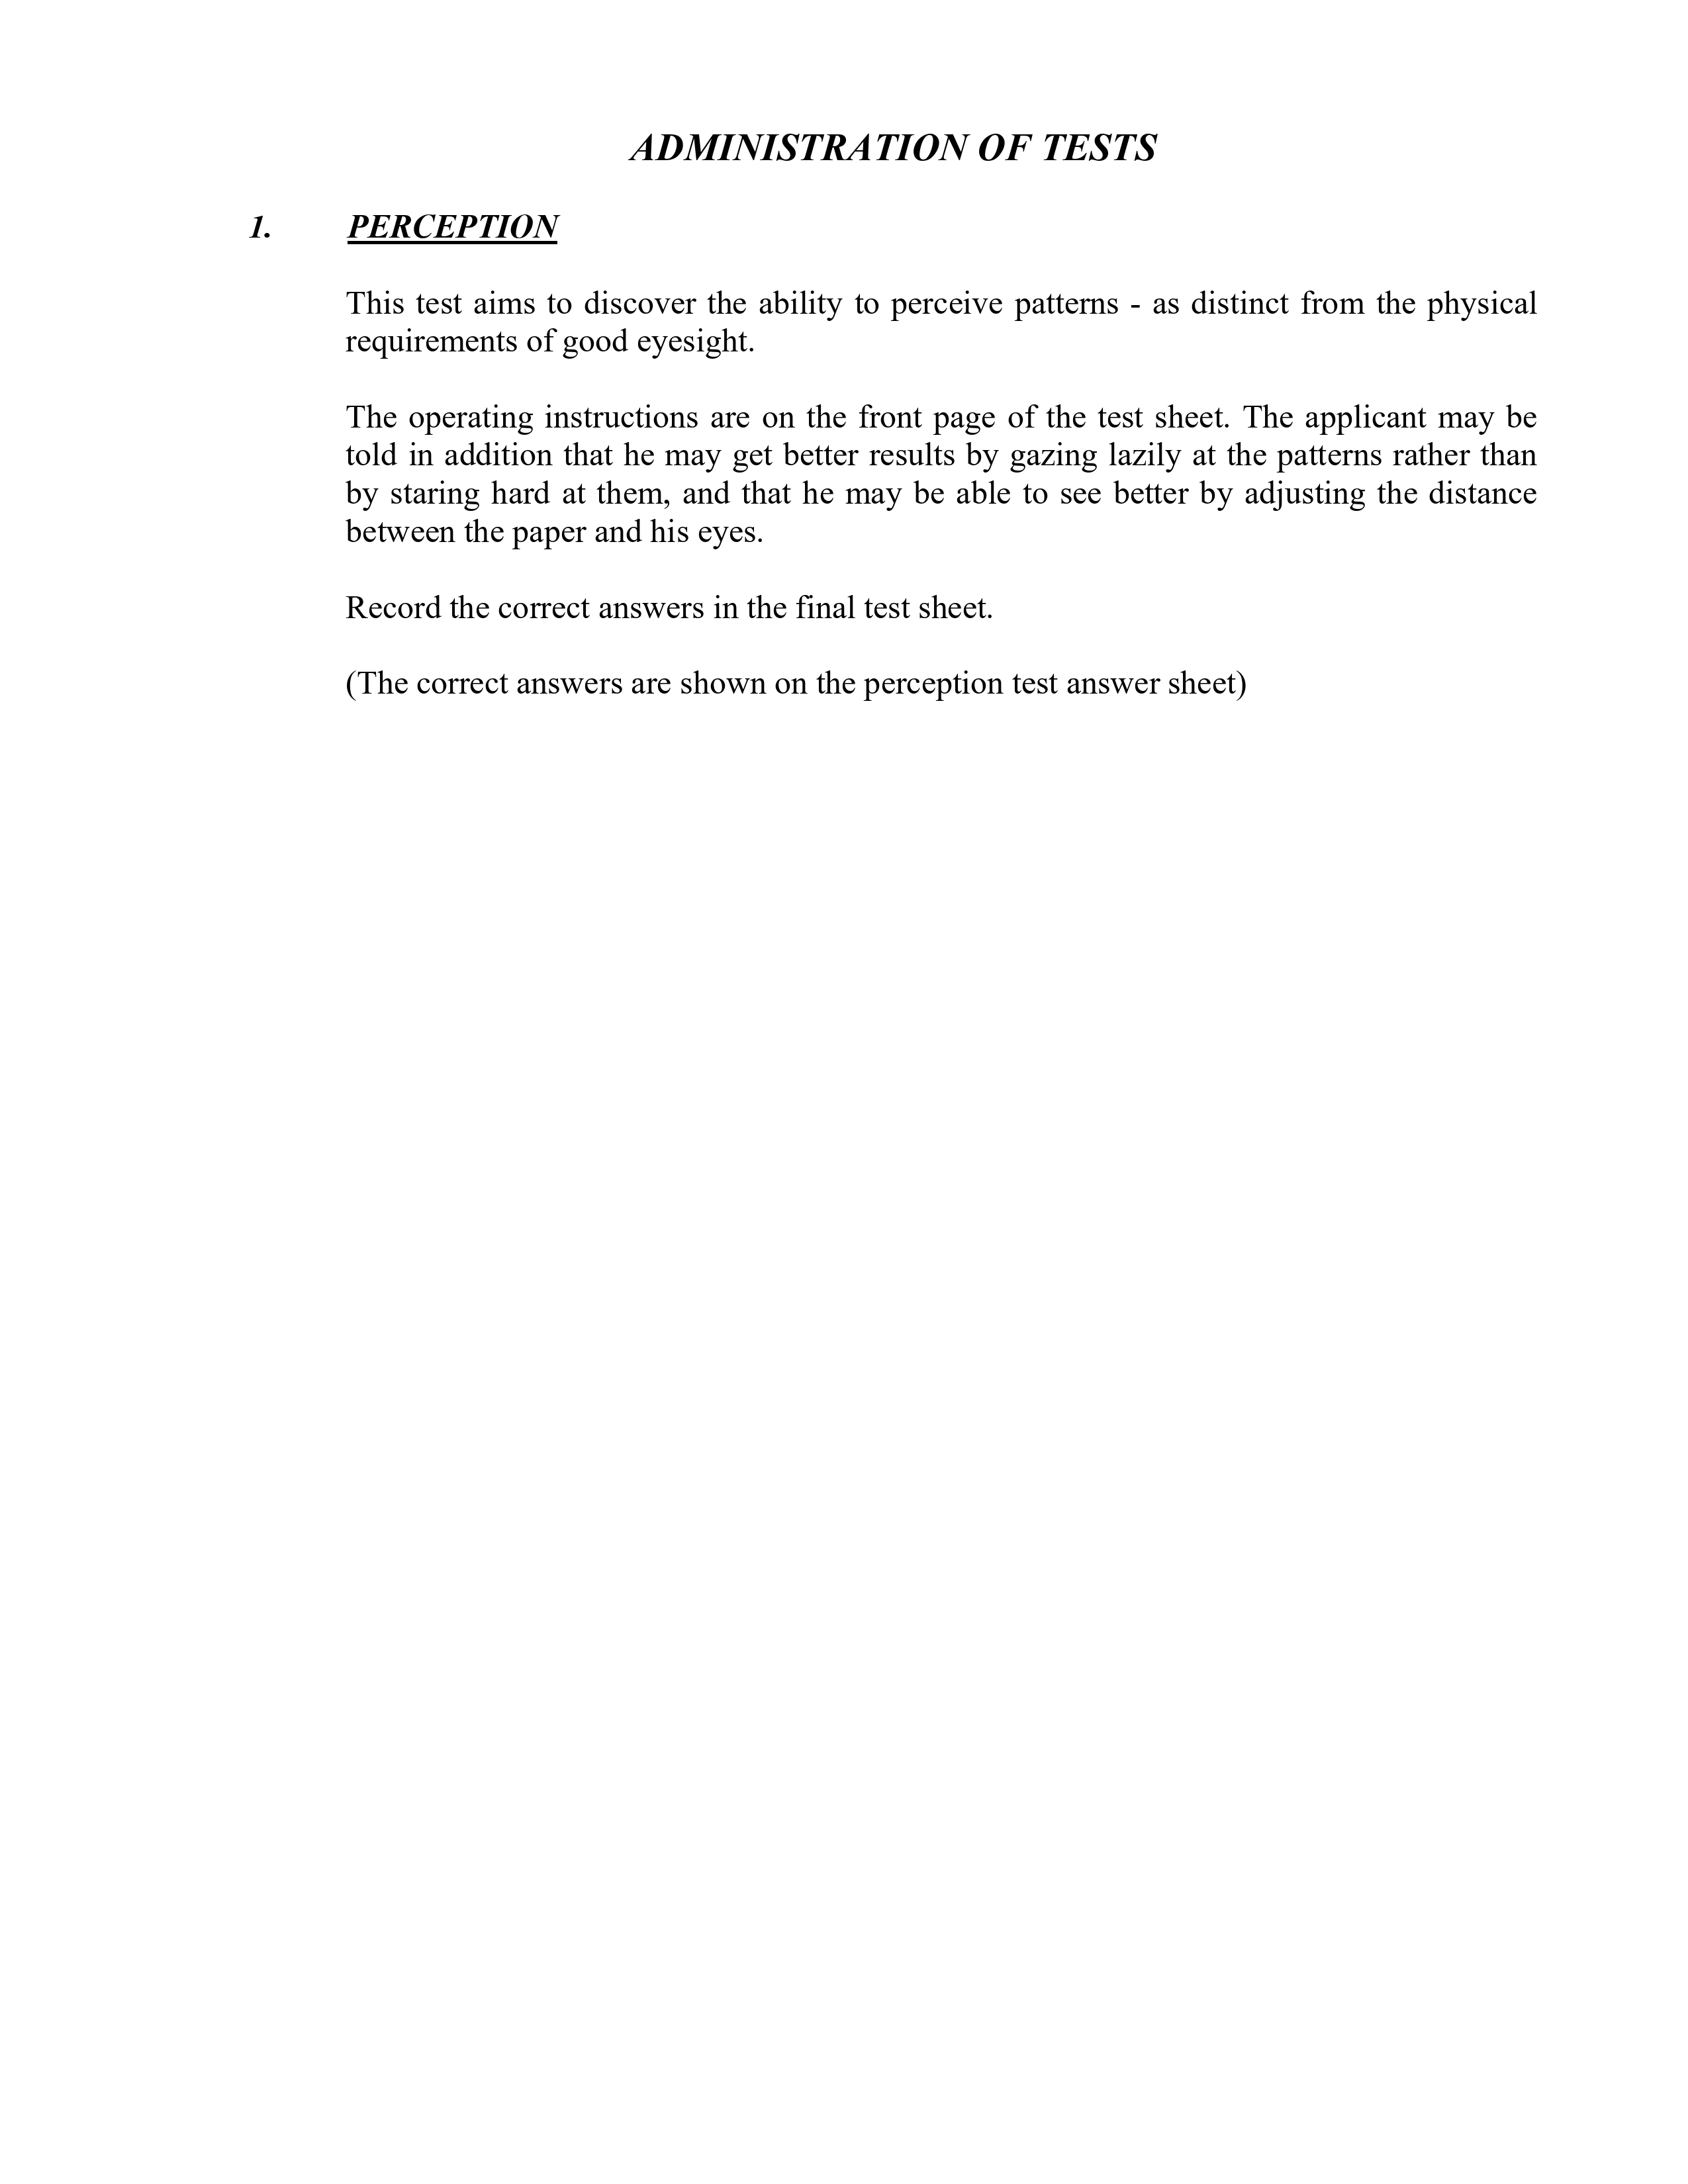 ADMINISTRATION OF TESTS
1. PERCEPTION
This test aims to discover the ability to perceive patterns - as distinct from the physical
requirements of good eyesight.
The operating instructions are on the front page of the test sheet. The applicant may be
told in addition that he may get better results by gazing lazily at the patterns rather than
by staring hard at them, and that he may be able to see better by adjusting the distance
between the paper and his eyes.
Record the correct answers in the final test sheet.
(The correct answers are shown on the perception test answer sheet)